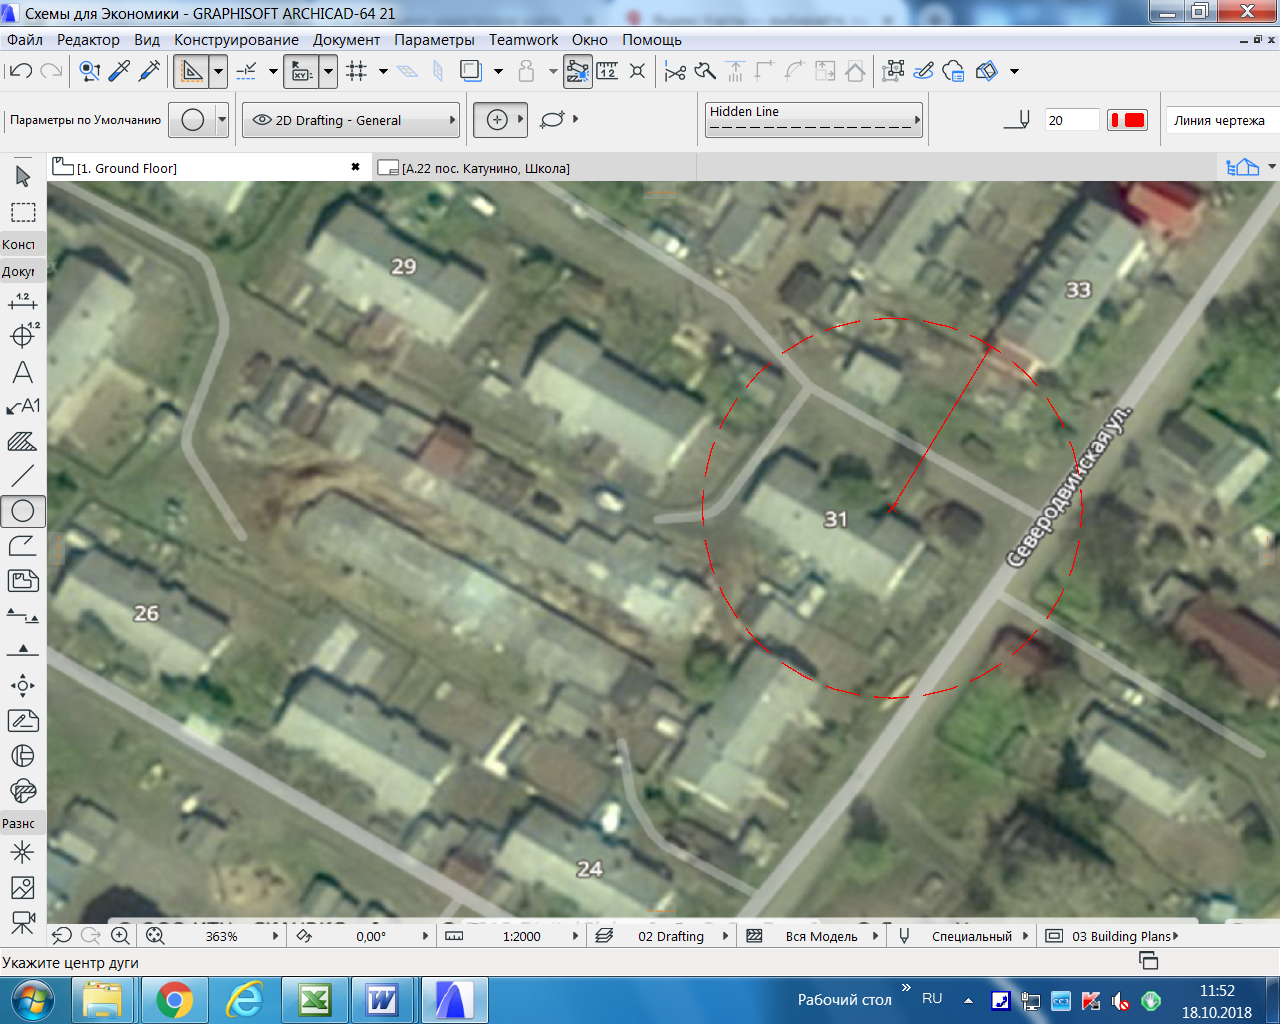 Схемы для Экономики - GRAPHISOFT ARCHICAD-64 21
Файл Редактор Вид Конструирование Документ Параметры Teamwork Окно Помощь
Параметры по Умолчанию
2D Drafting - General
Hidden Line
20
Линия чертежа
[1. Ground Floor]
[А.22 пос. Катунино, Школа]
Конст
Докум
Разнс
29
33
31
26
24
Северодвинская ул.
363%
0,00°
1:2000
02 Drafting
Вся Модель
Специальный
03 Building Plans
Укажите центр дуги
Рабочий стол
»
RU
11:52
18.10.2018